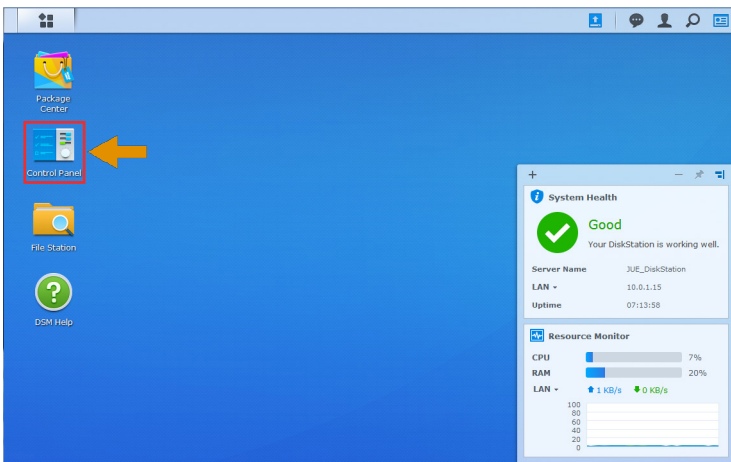 Package
Center
Control Panel
File Station
DSM Help
System Health
Good
Your DiskStation is working well.
Server Name JUE_DiskStation
LAN 10.0.1.15
Uptime 07:13:58
Resource Monitor
CPU 7%
RAM 20%
LAN 1 KB/s 0 KB/s
100
80
60
40
20
0